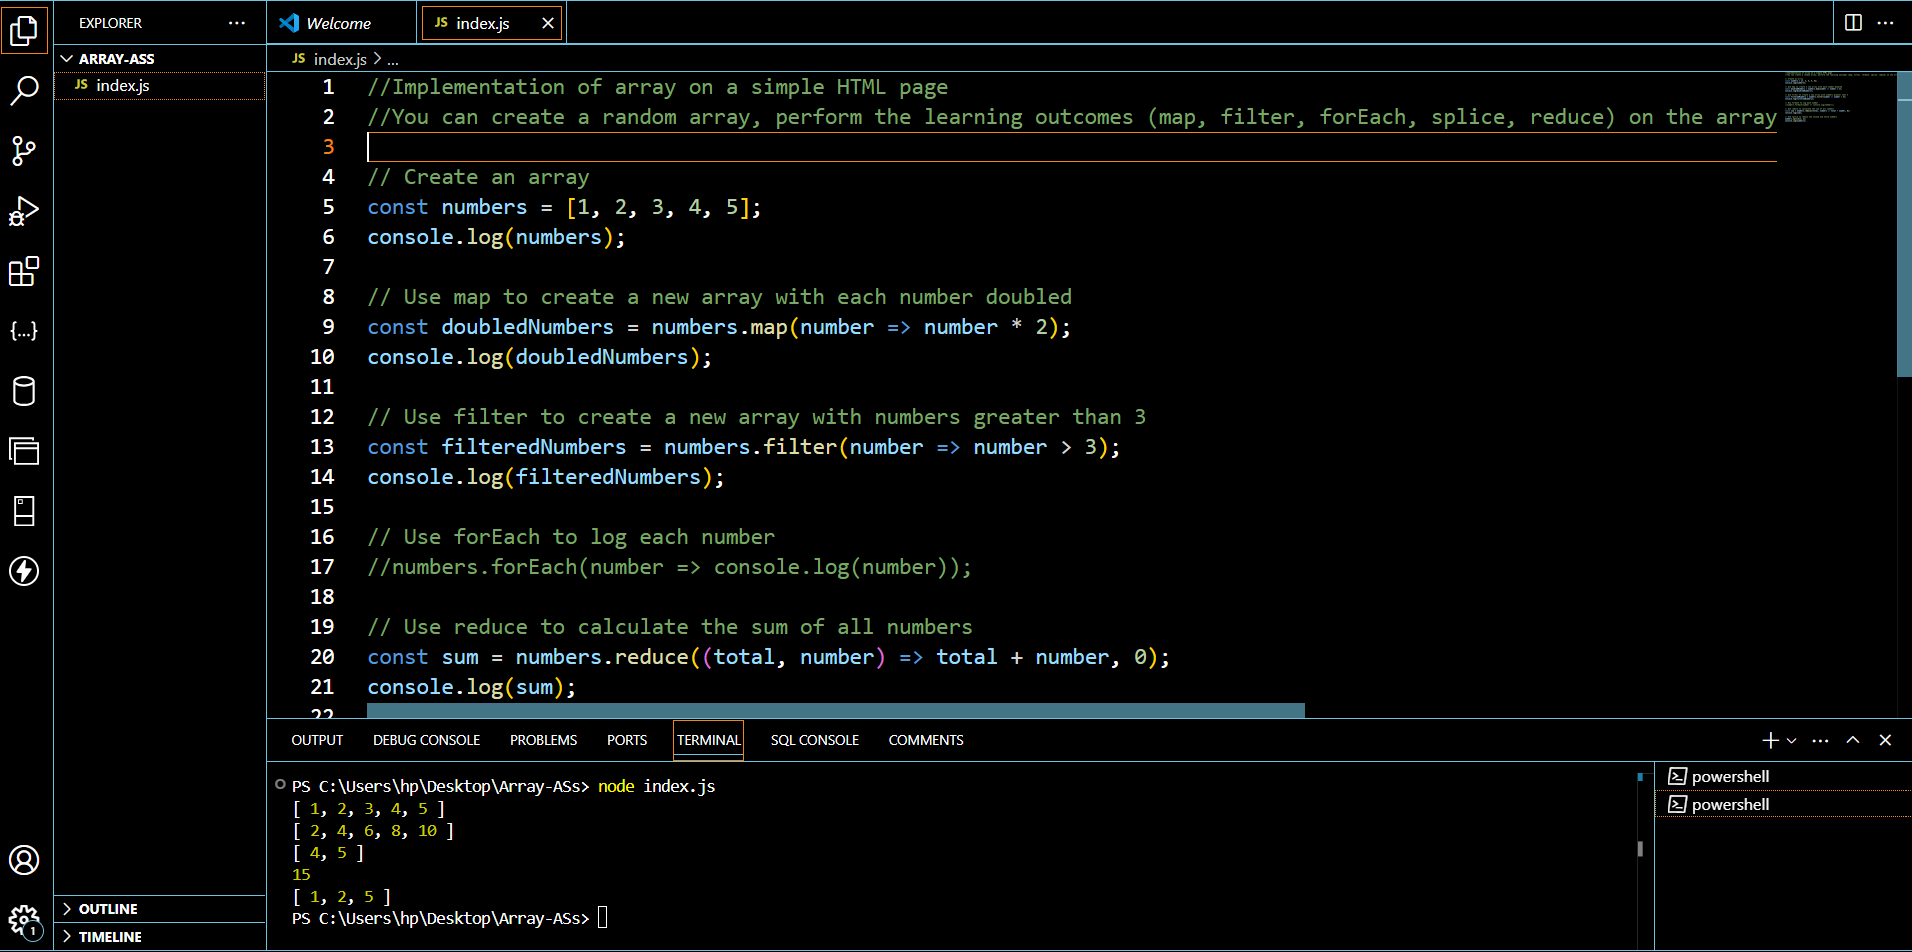 EXPLORER
Welcome
JS index.js
ARRAY-ASS
JS index.js > ...
JS index.js
1 //Implementation of array on a simple HTML page
2 //You can create a random array, perform the learning outcomes (map, filter, forEach, splice, reduce) on the array
3
4 // Create an array
5 const numbers = [1, 2, 3, 4, 5];
6 console.log(numbers);
7
8 // Use map to create a new array with each number doubled
9 const doubledNumbers = numbers.map(number => number * 2);
10 console.log(doubledNumbers);
11
12 // Use filter to create a new array with numbers greater than 3
13 const filteredNumbers = numbers.filter(number => number > 3);
14 console.log(filteredNumbers);
15
16 // Use forEach to log each number
17 //numbers.forEach(number => console.log(number));
18
19 // Use reduce to calculate the sum of all numbers
20 const sum = numbers.reduce((total, number) => total + number, 0);
21 console.log(sum);
22
OUTPUT DEBUG CONSOLE PROBLEMS PORTS TERMINAL SQL CONSOLE COMMENTS
PS C:\Users\hp\Desktop\Array-ASs> node index.js
[ 1, 2, 3, 4, 5 ]
[ 2, 4, 6, 8, 10 ]
[ 4, 5 ]
15
[ 1, 2, 5 ]
PS C:\Users\hp\Desktop\Array-ASs>
powershell
powershell
OUTLINE
TIMELINE
1